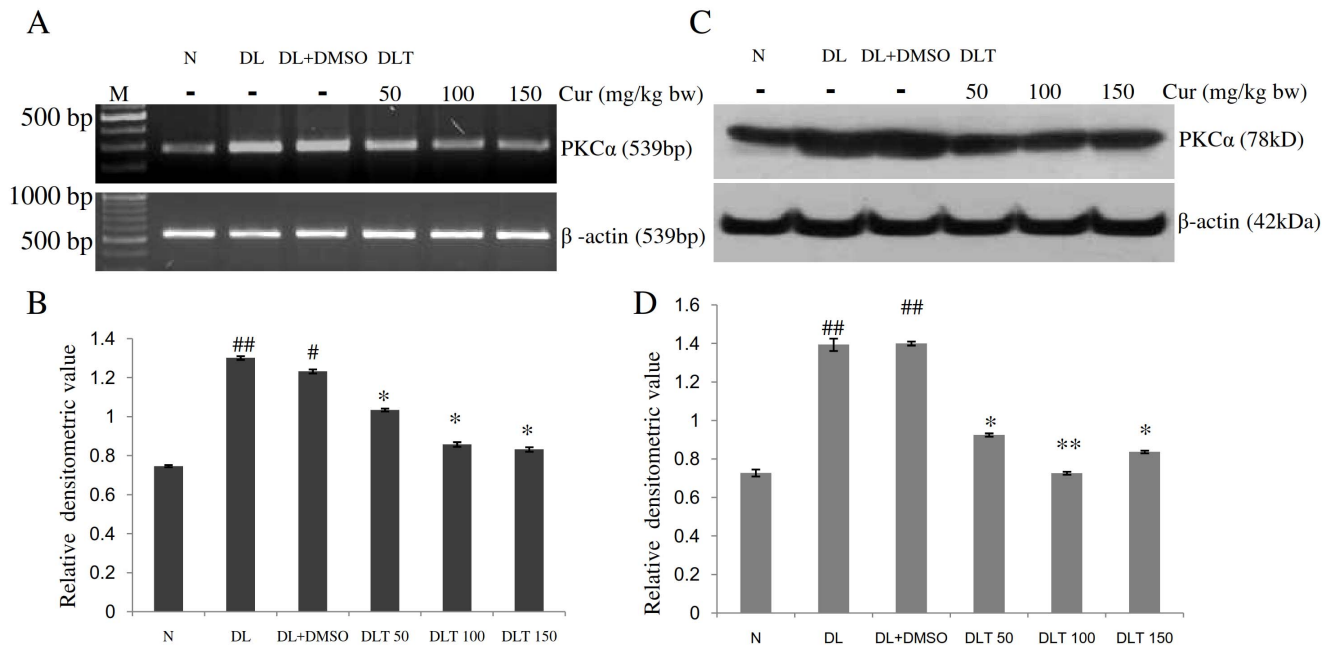 A
N DL DL+DMSO DLT
M - - - 50 100 150 Cur (mg/kg bw)
500 bp
PKCα (539bp)
1000 bp
500 bp
β -actin (539bp)
B
Relative densitometric value
1.4
1.2
1
0.8
0.6
0.4
0.2
0
## # * * *
N DL DL+DMSO DLT 50 DLT 100 DLT 150
C
N DL DL+DMSO DLT
- - - 50 100 150 Cur (mg/kg bw)
PKCα (78kD)
β-actin (42kDa)
D
Relative densitometric value
1.6
1.4
1.2
1
0.8
0.6
0.4
0.2
0
## ## * ** *
N DL DL+DMSO DLT 50 DLT 100 DLT 150